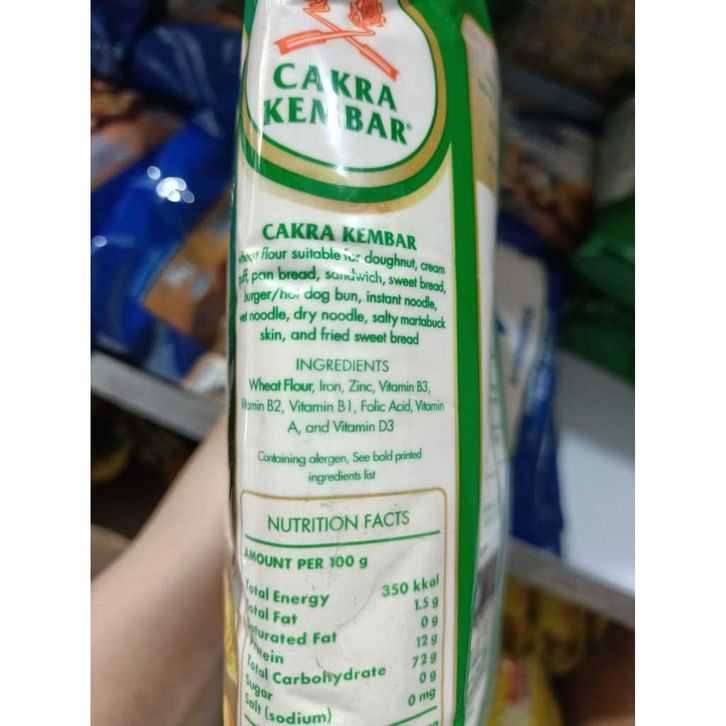 CAKRA
KEMBAR®
CAKRA KEMBAR
wheat flour suitable for doughnut, cream
puff, pan bread, sandwich, sweet bread,
burger/hot dog bun, instant noodle,
wet noodle, dry noodle, salty martabuck
skin, and fried sweet bread
INGREDIENTS
Wheat Flour, Iron, Zinc, Vitamin B3,
Vitamin B2, Vitamin B1, Folic Acid, Vitamin
A, and Vitamin D3
Containing alergen, See bold printed
ingredients list
NUTRITION FACTS
AMOUNT PER 100 g
Total Energy 350 kkal
Total Fat 1.5 g
Saturated Fat 0 g
Protein 12 g
Total Carbohydrate 72 g
Sugar 0 g
Salt (sodium) 0 mg